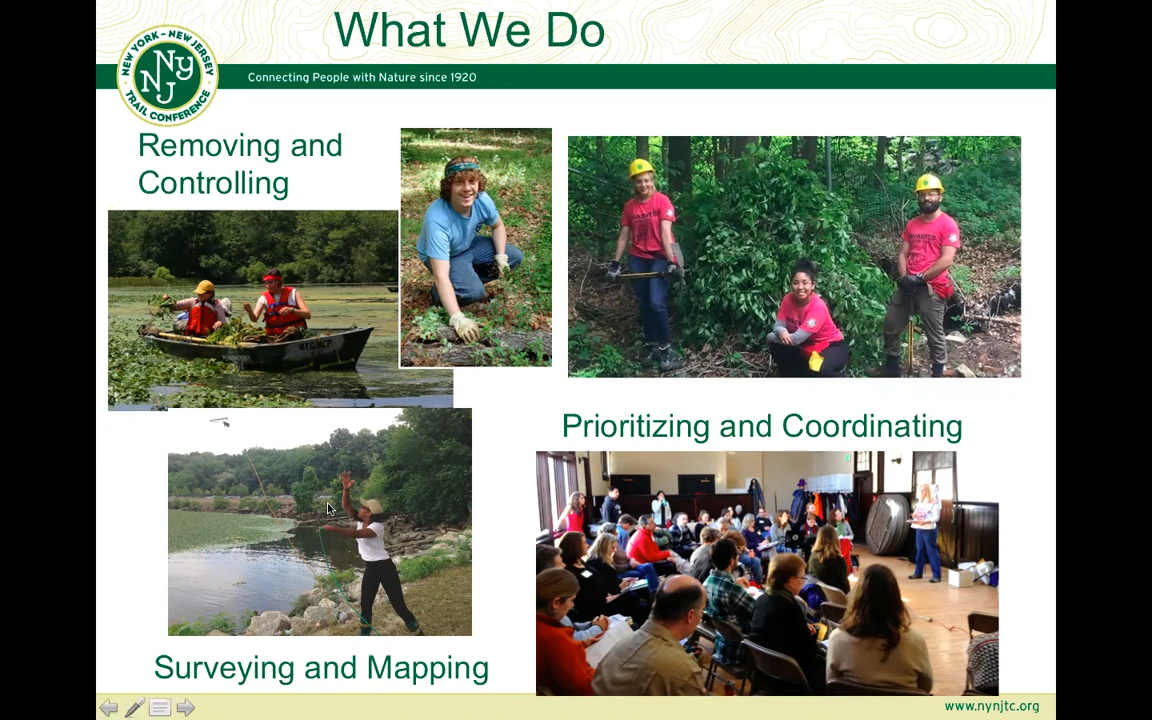 What We Do
NEW YORK - NEW JERSEY
NY
NJ
TRAIL CONFERENCE
Connecting People with Nature since 1920
Removing and
Controlling
Prioritizing and Coordinating
Surveying and Mapping
www.nynjtc.org